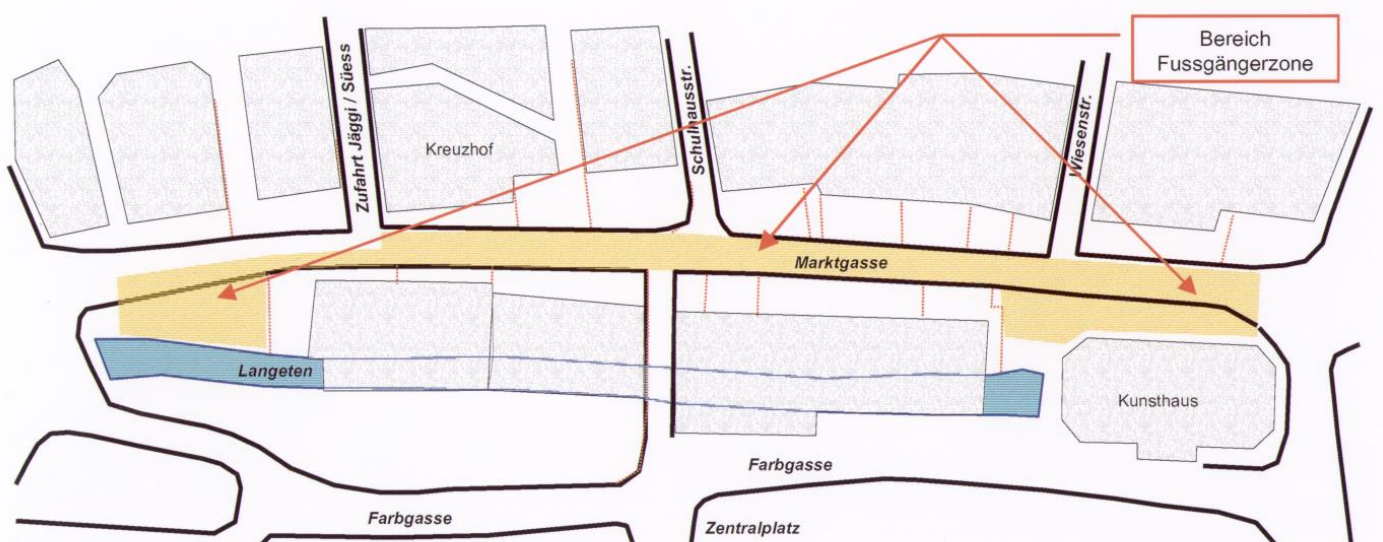 Bereich
Fussgängerzone
Zufahrt Jäggi / Süess
Kreuzhof
Schulhausstr.
Wiesenstr.
Marktgasse
Langeten
Kunsthaus
Farbgasse
Farbgasse
Zentralplatz